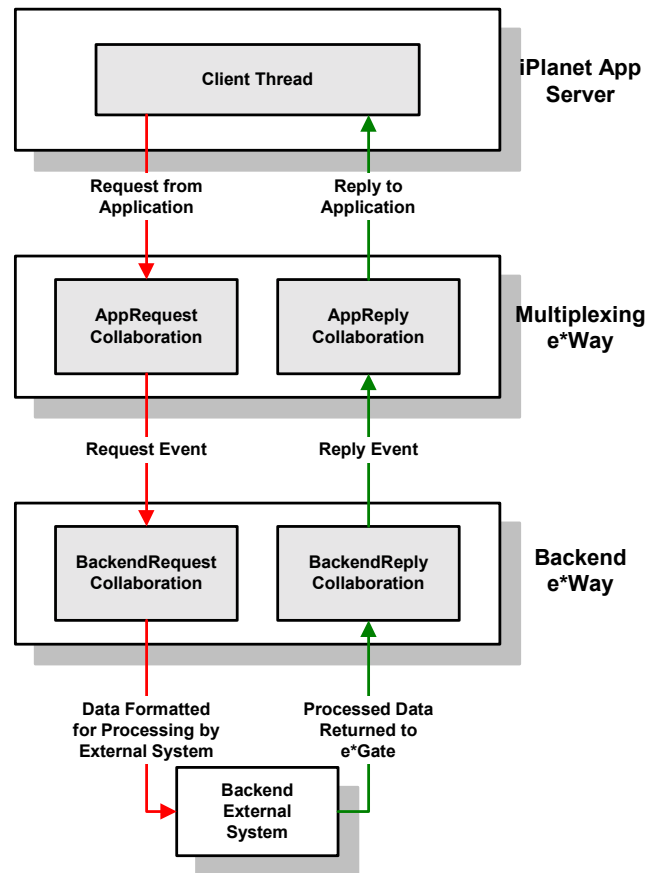 Client Thread
iPlanet App
Server
Request from
Application
Reply to
Application
AppRequest
Collaboration
AppReply
Collaboration
Multiplexing
e*Way
Request Event
Reply Event
BackendRequest
Collaboration
BackendReply
Collaboration
Backend
e*Way
Data Formatted
for Processing by
External System
Processed Data
Returned to
e*Gate
Backend
External
System